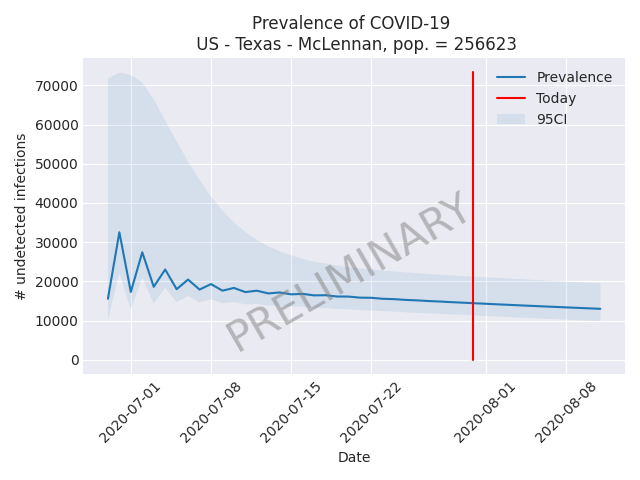 Prevalence of COVID-19
US - Texas - McLennan, pop. = 256623
# undetected infections
70000
60000
50000
40000
30000
20000
10000
0
Prevalence
Today
95CI
PRELIMINARY
2020-07-01
2020-07-08
2020-07-15
2020-07-22
2020-08-01
2020-08-08
Date